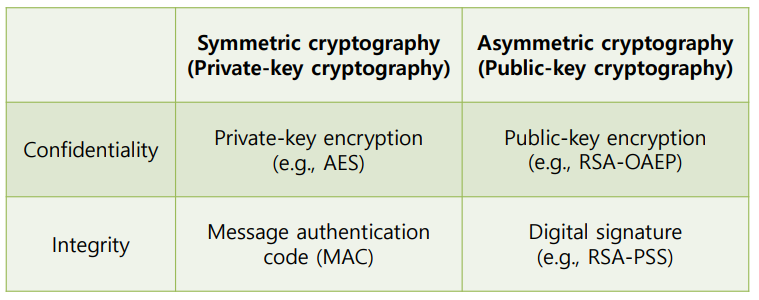 Symmetric cryptography
(Private-key cryptography)
Asymmetric cryptography
(Public-key cryptography)
Confidentiality
Private-key encryption
(e.g., AES)
Public-key encryption
(e.g., RSA-OAEP)
Integrity
Message authentication
code (MAC)
Digital signature
(e.g., RSA-PSS)